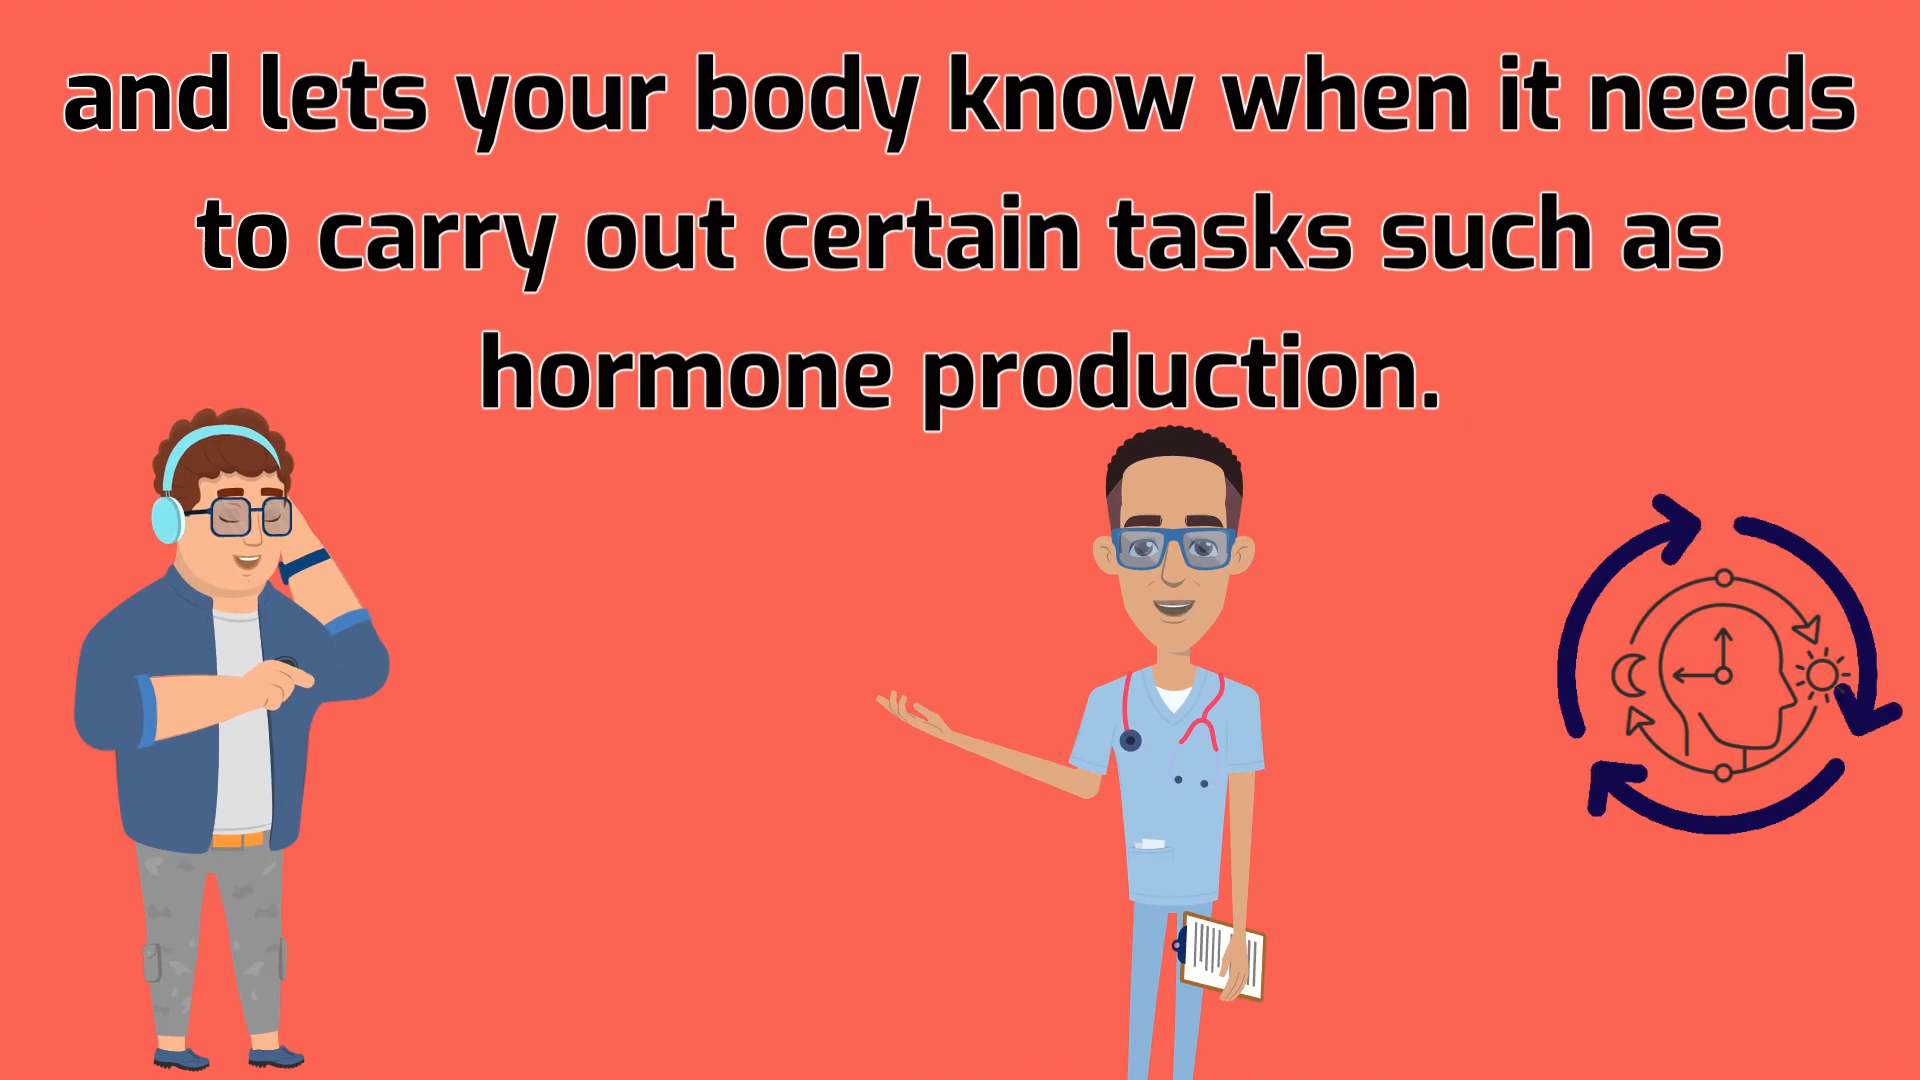 and lets your body know when it needs
to carry out certain tasks such as
hormone production.